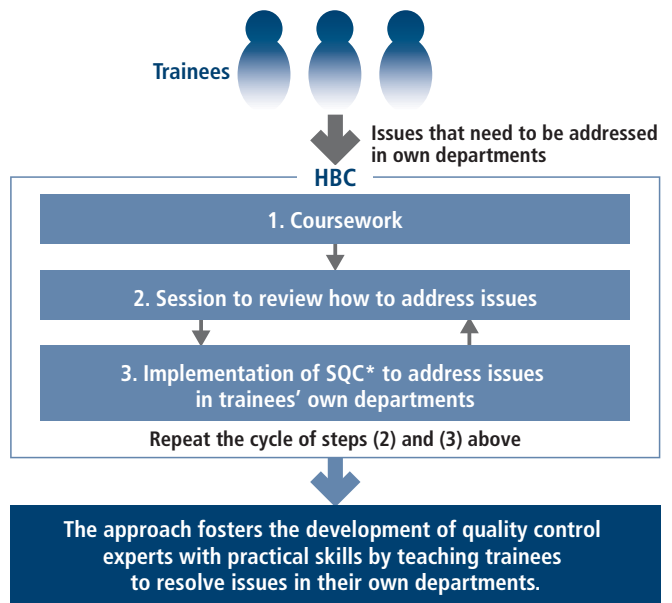 Trainees
Issues that need to be addressed
in own departments
HBC
1. Coursework
2. Session to review how to address issues
3. Implementation of SQC* to address issues
in trainees’ own departments
Repeat the cycle of steps (2) and (3) above
The approach fosters the development of quality control
experts with practical skills by teaching trainees
to resolve issues in their own departments.